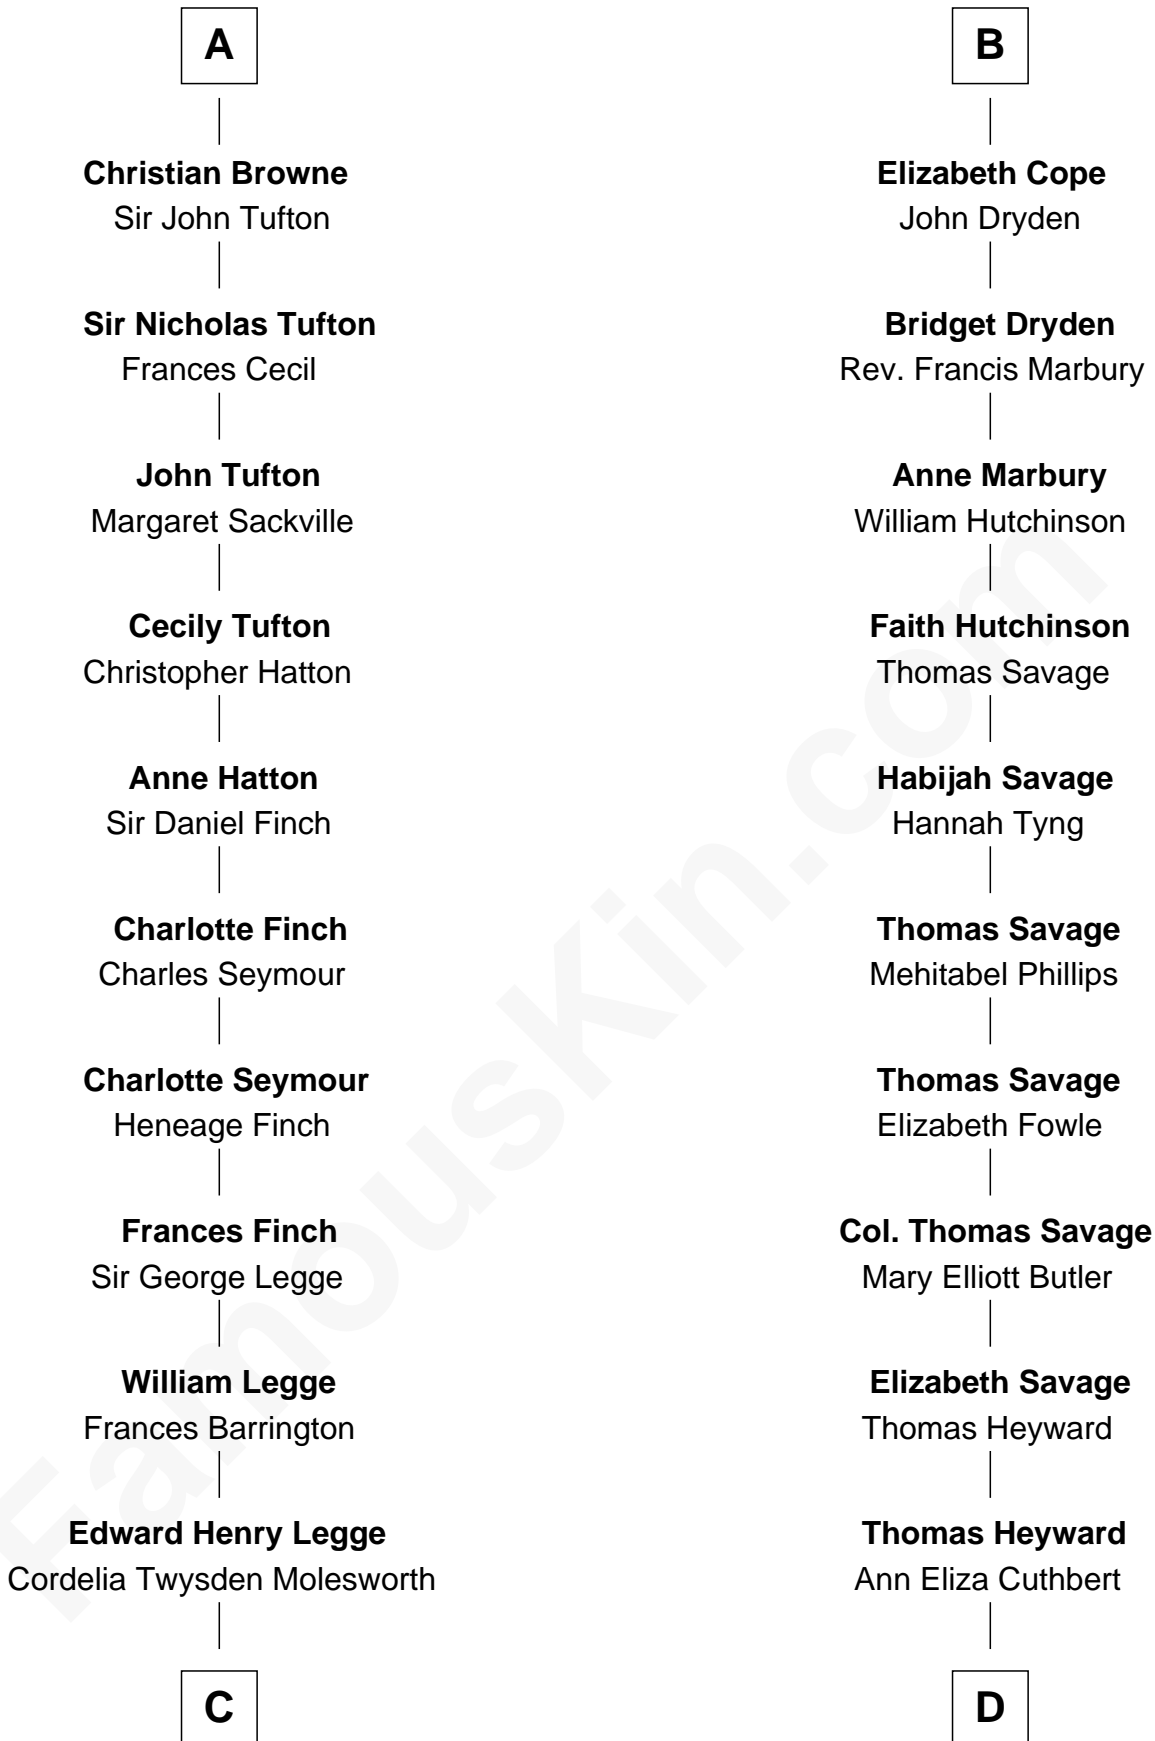 A
Christian Browne
Sir John Tufton
Sir Nicholas Tufton
Frances Cecil
John Tufton
Margaret Sackville
Cecily Tufton
Christopher Hatton
Anne Hatton
Sir Daniel Finch
Charlotte Finch
Charles Seymour
Charlotte Seymour
Heneage Finch
Frances Finch
Sir George Legge
William Legge
Frances Barrington
Edward Henry Legge
Cordelia Twysden Molesworth
C
B
Elizabeth Cope
John Dryden
Bridget Dryden
Rev. Francis Marbury
Anne Marbury
William Hutchinson
Faith Hutchinson
Thomas Savage
Habijah Savage
Hannah Tyng
Thomas Savage
Mehitabel Phillips
Thomas Savage
Elizabeth Fowle
Col. Thomas Savage
Mary Elliott Butler
Elizabeth Savage
Thomas Heyward
Thomas Heyward
Ann Eliza Cuthbert
D
FamousKin.com